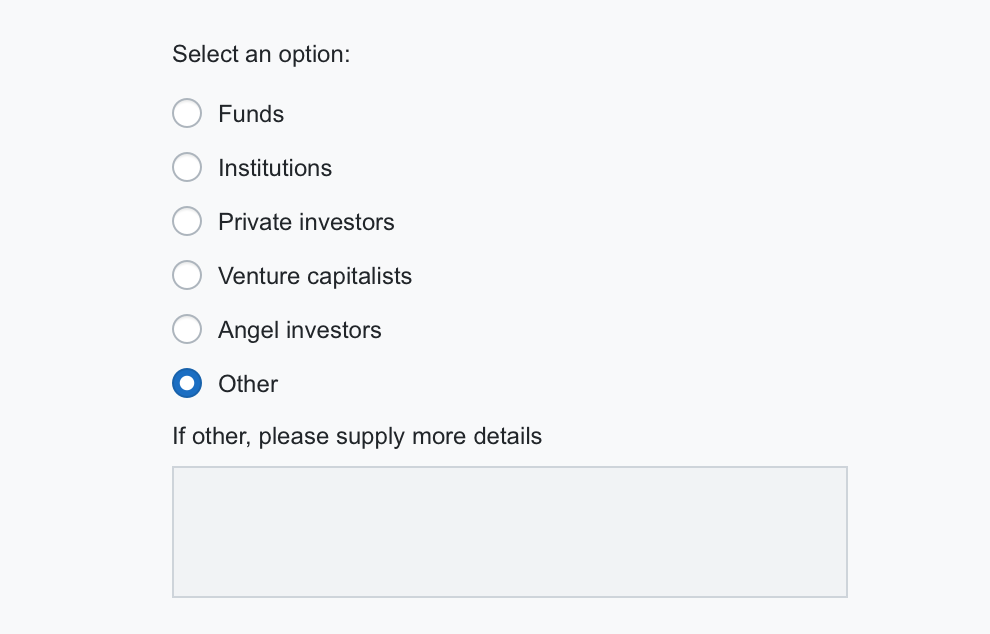 Select an option:
Funds
Institutions
Private investors
Venture capitalists
Angel investors
Other
If other, please supply more details